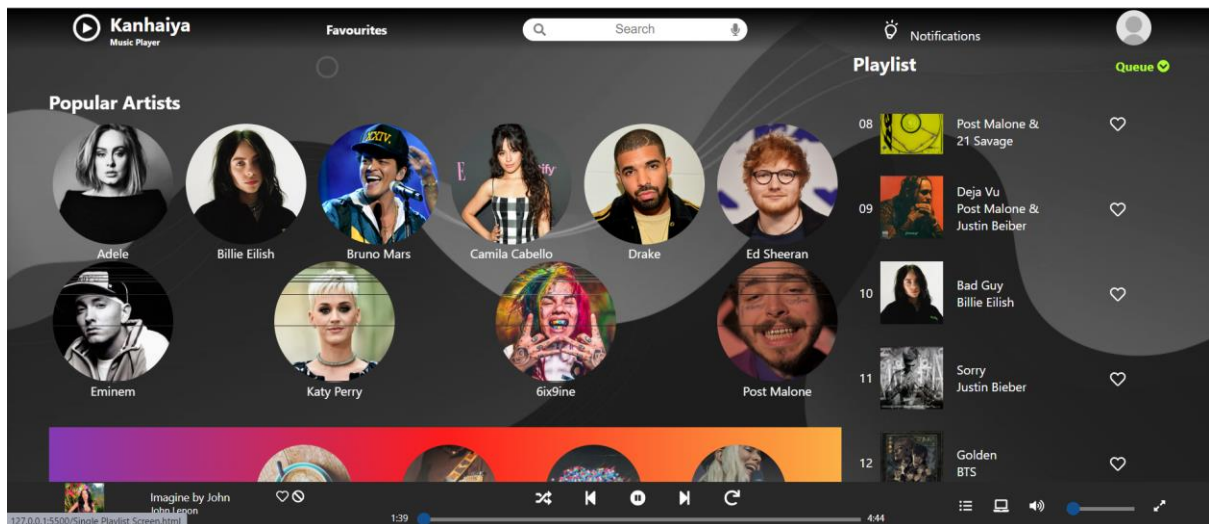 Kanhaiya
Music Player
Favourites
Search
Notifications
Playlist
Queue
Popular Artists
Adele
Billie Eilish
Bruno Mars
Camila Cabello
Drake
Ed Sheeran
Eminem
Katy Perry
6ix9ine
Post Malone
08
Post Malone &
21 Savage
09
Deja Vu
Post Malone &
Justin Beiber
10
Bad Guy
Billie Eilish
11
Sorry
Justin Bieber
12
Golden
BTS
XXIV.
E
ify
Imagine by John
John Lenon
1:39
4:44
127.0.0.1:5500/Single Playlist Screen.html